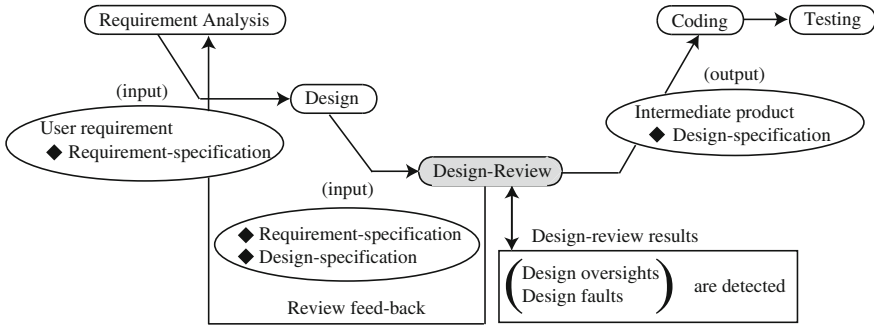 Requirement Analysis
Coding
Testing
(input)
Design
(output)
User requirement
◆ Requirement-specification
Intermediate product
◆ Design-specification
Design-Review
(input)
◆ Requirement-specification
◆ Design-specification
Design-review results
Design oversights
Design faults
are detected
Review feed-back